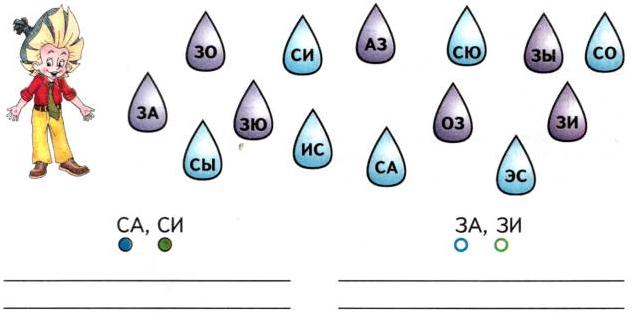 ЗО СИ АЗ СЮ ЗЫ СО
ЗА ЗЮ ОЗ ЗИ
СЫ ИС СА ЭС
СА, СИ ЗА, ЗИ